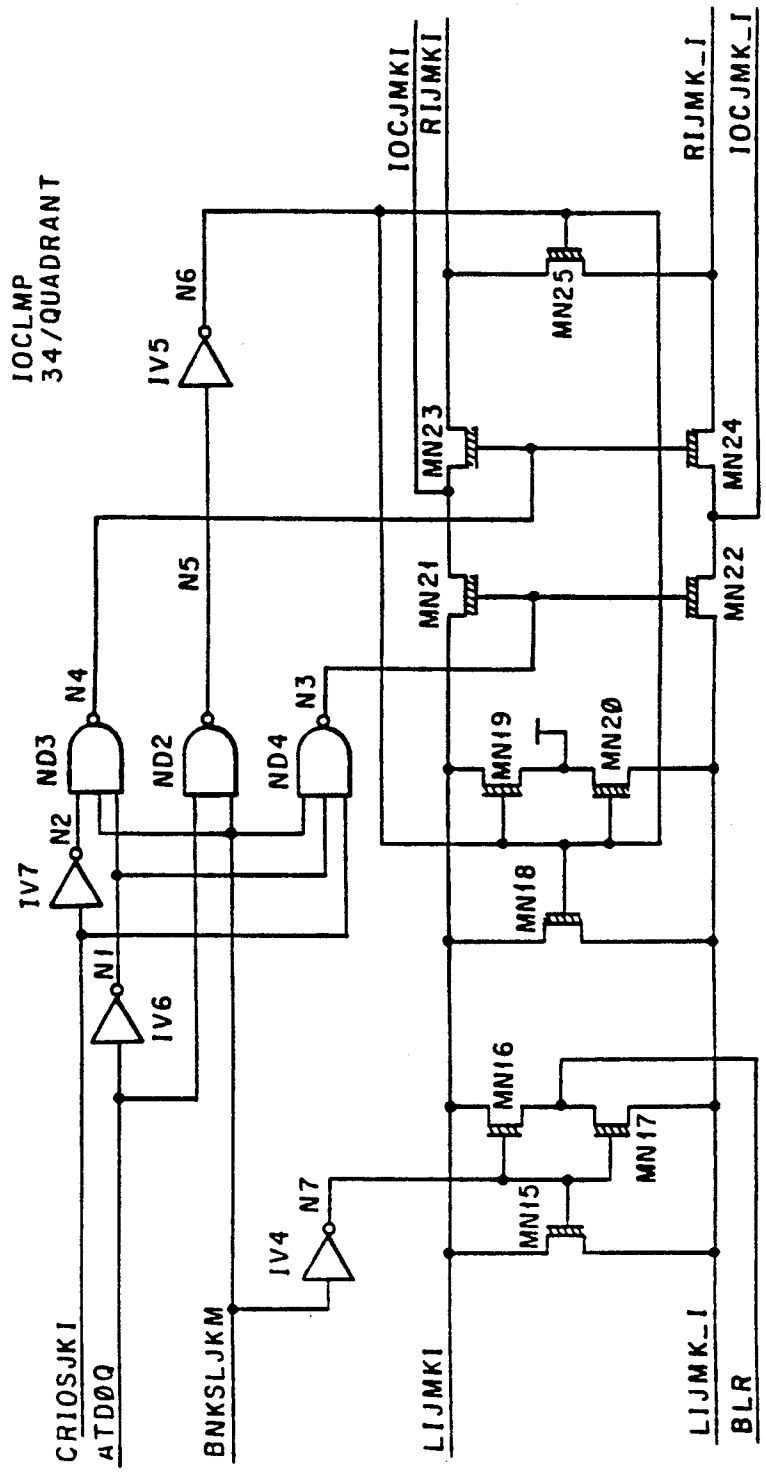 IOCLMP
34/QUADRANT
CRIOSJKI
ATDØQ
BNKSLJKM
LIJMKI
LIJMK_I
BLR
IV7
N2
ND3
N4
IV6
N1
ND2
N5
IV5
N6
ND4
N3
IV4
N7
MN15
MN16
MN17
MN18
MN19
MN2Ø
MN21
MN22
MN23
MN24
MN25
IOCJMKI
RIJMKI
RIJMK_I
IOCJMK_I